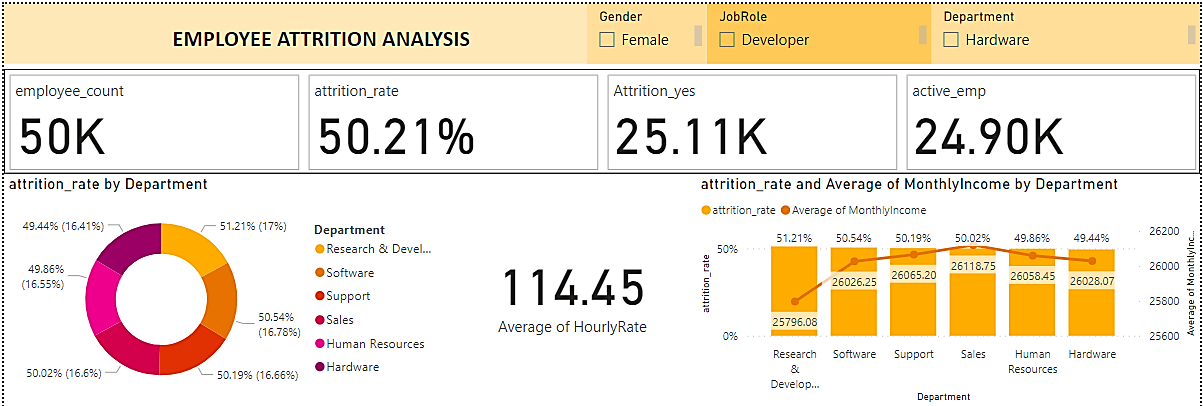 EMPLOYEE ATTRITION ANALYSIS
Gender
Female
JobRole
Developer
Department
Hardware
employee_count
50K
attrition_rate
50.21%
Attrition_yes
25.11K
active_emp
24.90K
attrition_rate by Department
49.44% (16.41%)
51.21% (17%)
49.86%
(16.55%)
50.54%
(16.78%)
50.02% (16.6%)
50.19% (16.66%)
Department
Research & Devel...
Software
Support
Sales
Human Resources
Hardware
114.45
Average of HourlyRate
attrition_rate and Average of MonthlyIncome by Department
attrition_rate
Average of MonthlyIncome
51.21%
50.54%
50.19%
50.02%
49.86%
49.44%
50%
0%
attrition_rate
25796.08
26026.25
26065.20
26118.75
26058.45
26028.07
26200
26000
25800
25600
Average of MonthlyInc...
Research
&
Develop...
Software
Support
Sales
Human
Resources
Hardware
Department